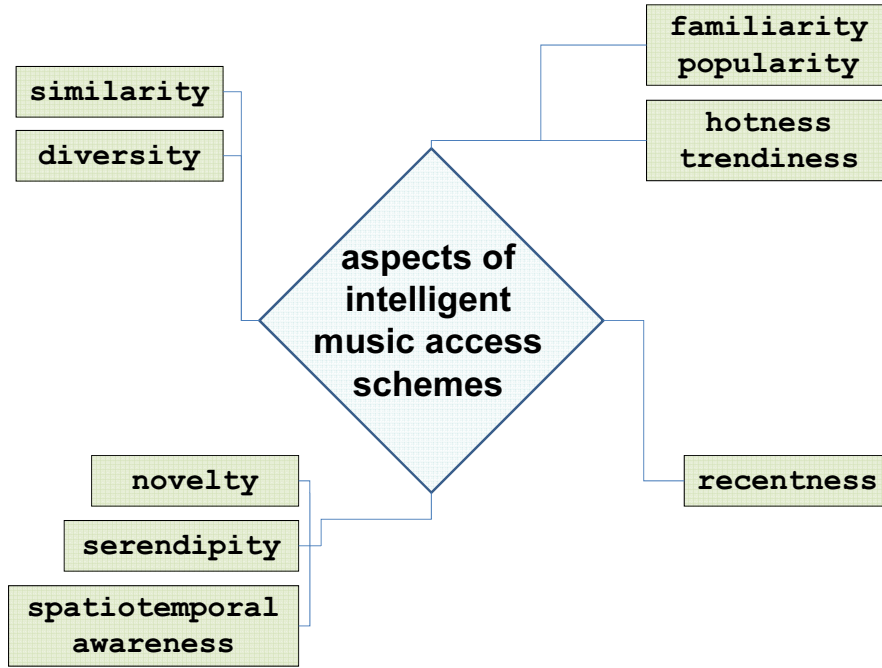 familiarity
popularity
similarity
hotness
trendiness
diversity
aspects of
intelligent
music access
schemes
novelty
recentness
serendipity
spatiotemporal
awareness